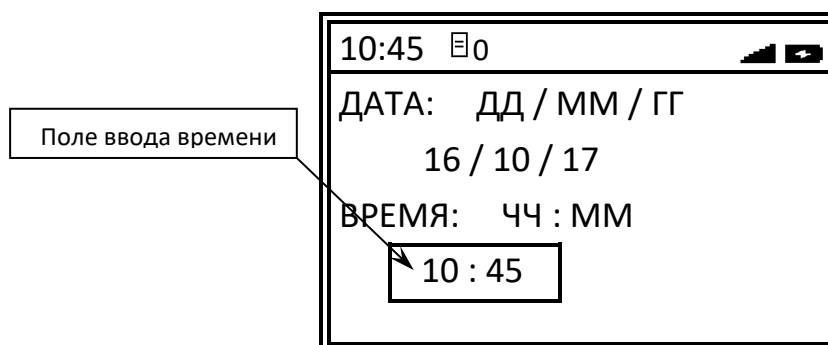 10:45 0
ДАТА: ДД / ММ / ГГ
16 / 10 / 17
Поле ввода времени
ВРЕМЯ: ЧЧ : ММ
10 : 45